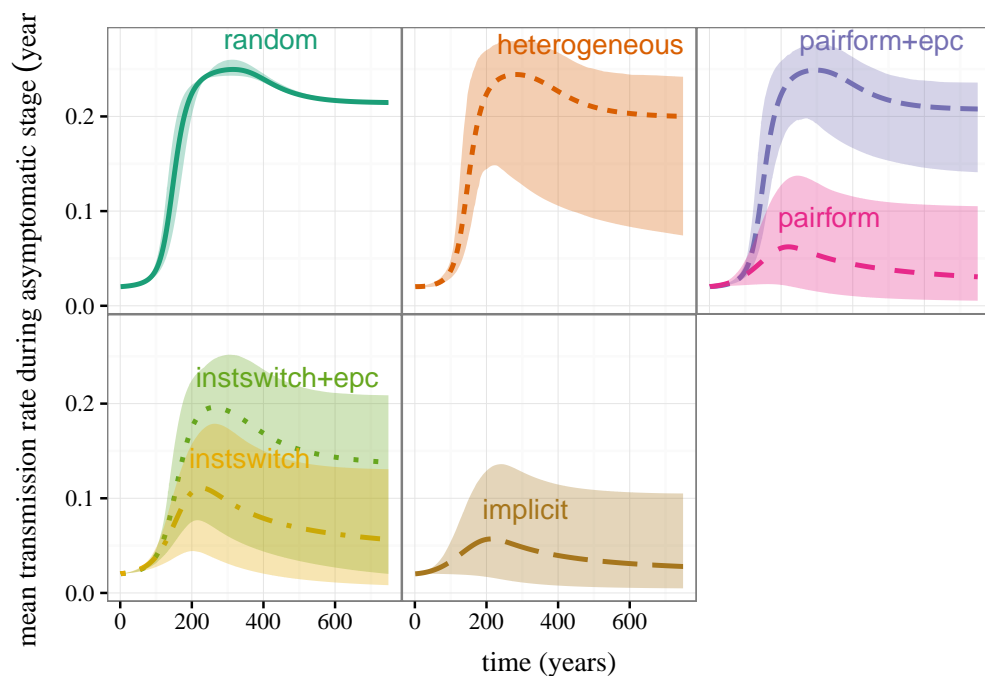 mean transmission rate during asymptomatic stage (year
random
heterogeneous
pairform+epc
pairform
0.2
0.1
0.0
instswitch+epc
instswitch
implicit
0.2
0.1
0.0
0 200 400 600
0 200 400 600
time (years)